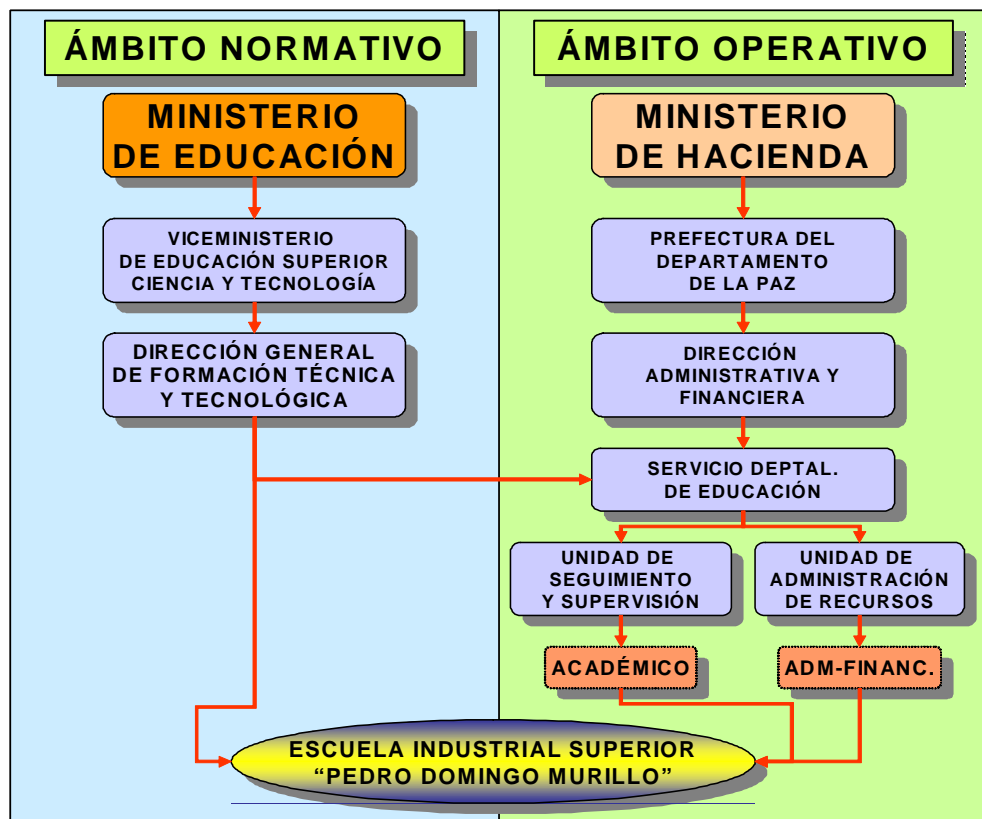 ÁMBITO NORMATIVO
MINISTERIO
DE EDUCACIÓN
VICEMINISTERIO
DE EDUCACIÓN SUPERIOR
CIENCIA Y TECNOLOGÍA
DIRECCIÓN GENERAL
DE FORMACIÓN TÉCNICA
Y TECNOLÓGICA
ÁMBITO OPERATIVO
MINISTERIO
DE HACIENDA
PREFECTURA DEL
DEPARTAMENTO
DE LA PAZ
DIRECCIÓN
ADMINISTRATIVA Y
FINANCIERA
SERVICIO DEPTAL.
DE EDUCACIÓN
UNIDAD DE
SEGUIMIENTO
Y SUPERVISIÓN
UNIDAD DE
ADMINISTRACIÓN
DE RECURSOS
ACADÉMICO
ADM-FINANC.
ESCUELA INDUSTRIAL SUPERIOR
“PEDRO DOMINGO MURILLO”